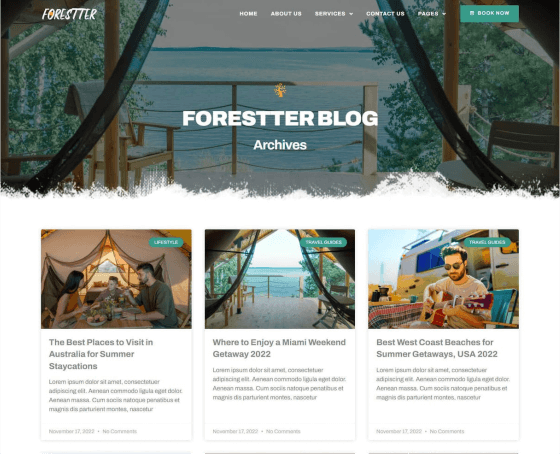 FORESTTER
HOME ABOUT US SERVICES CONTACT US PAGES BOOK NOW
FORESTTER BLOG
Archives
LIFESTYLE
The Best Places to Visit in
Australia for Summer
Staycations
Lorem ipsum dolor sit amet, consectetuer
adipiscing elit. Aenean commodo ligula eget dolor.
Aenean massa. Cum sociis natoque penatibus et
magnis dis parturient montes, nascetur
November 17, 2022 • No Comments
TRAVEL GUIDES
Where to Enjoy a Miami Weekend
Getaway 2022
Lorem ipsum dolor sit amet, consectetuer
adipiscing elit. Aenean commodo ligula eget dolor.
Aenean massa. Cum sociis natoque penatibus et
magnis dis parturient montes, nascetur
November 17, 2022 • No Comments
TRAVEL GUIDES
Best West Coast Beaches for
Summer Getaways, USA 2022
Lorem ipsum dolor sit amet, consectetuer
adipiscing elit. Aenean commodo ligula eget dolor.
Aenean massa. Cum sociis natoque penatibus et
magnis dis parturient montes, nascetur
November 17, 2022 • No Comments